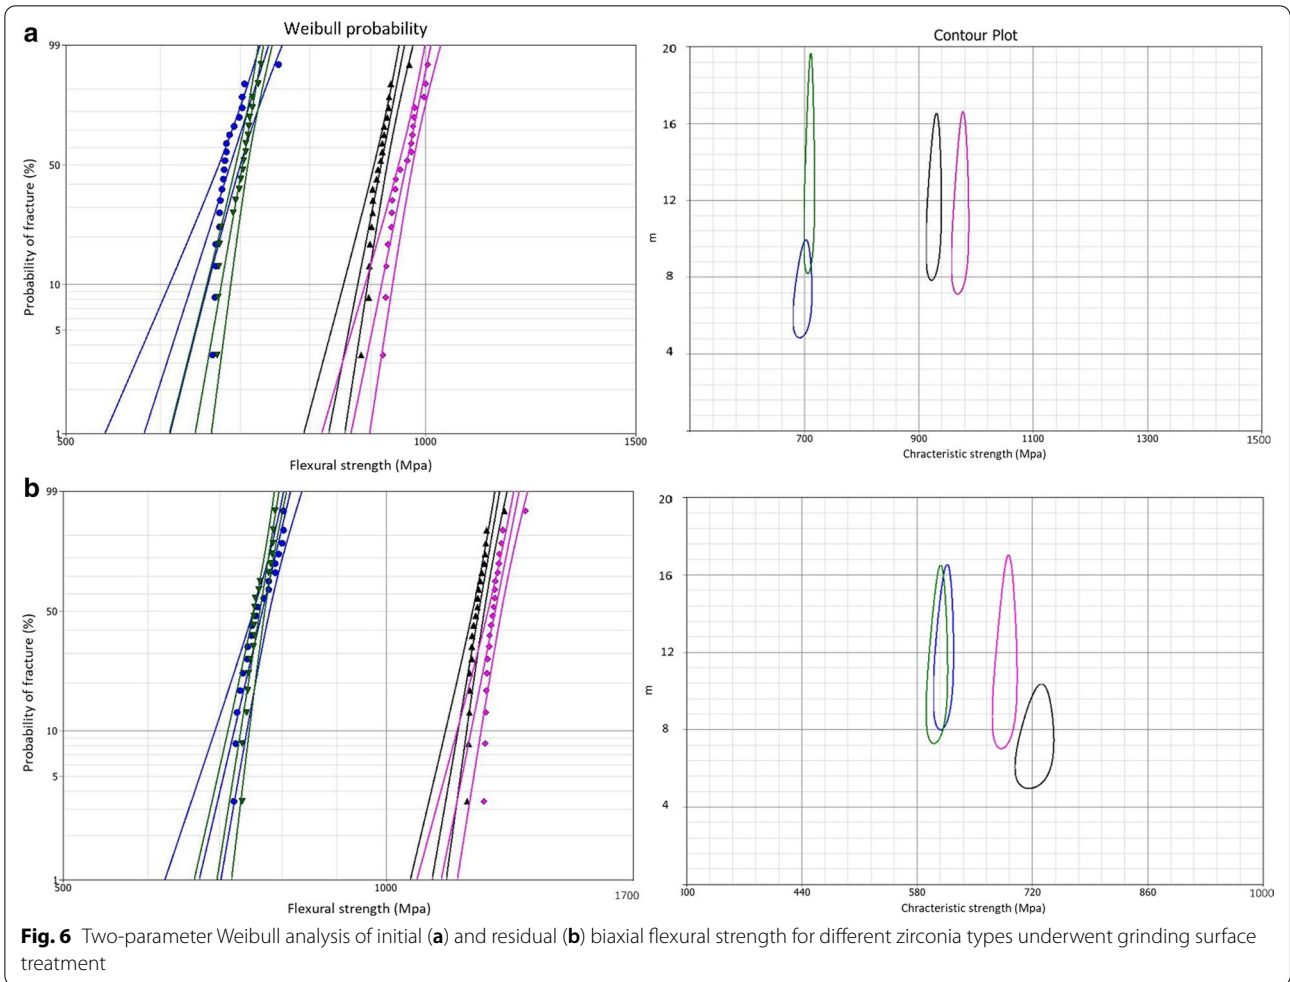 a
Weibull probability
Contour Plot
99
50
10
5
1
Probability of fracture (%)
500
1000
1500
Flexural strength (Mpa)
20
16
12
8
4
m
700
900
1100
1300
1500
Chracteristic strength (Mpa)
b
99
50
10
5
1
Probability of fracture (%)
500
1000
1700
Flexural strength (Mpa)
20
16
12
8
4
m
300
440
580
720
860
1000
Chracteristic strength (Mpa)
Fig. 6 Two-parameter Weibull analysis of initial (a) and residual (b) biaxial flexural strength for different zirconia types underwent grinding surface
treatment